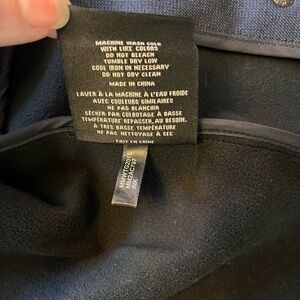 MACHINE WASH COLD
WITH LIKE COLORS
DO NOT BLEACH
TUMBLE DRY LOW
COOL IRON IF NECESSARY
DO NOT DRY CLEAN
MADE IN CHINA
LAVER À LA MACHINE À L'EAU FROIDE
AVEC COULEURS SIMILAIRES
NE PAS BLANCHIR
SÉCHER PAR CULBUTAGE À BASSE
TEMPÉRATURE REPASSER, AU BESOIN,
À TRÈS BASSE TEMPÉRATURE
NE PAS NETTOYAGE À SEC
FAIT EN CHINE